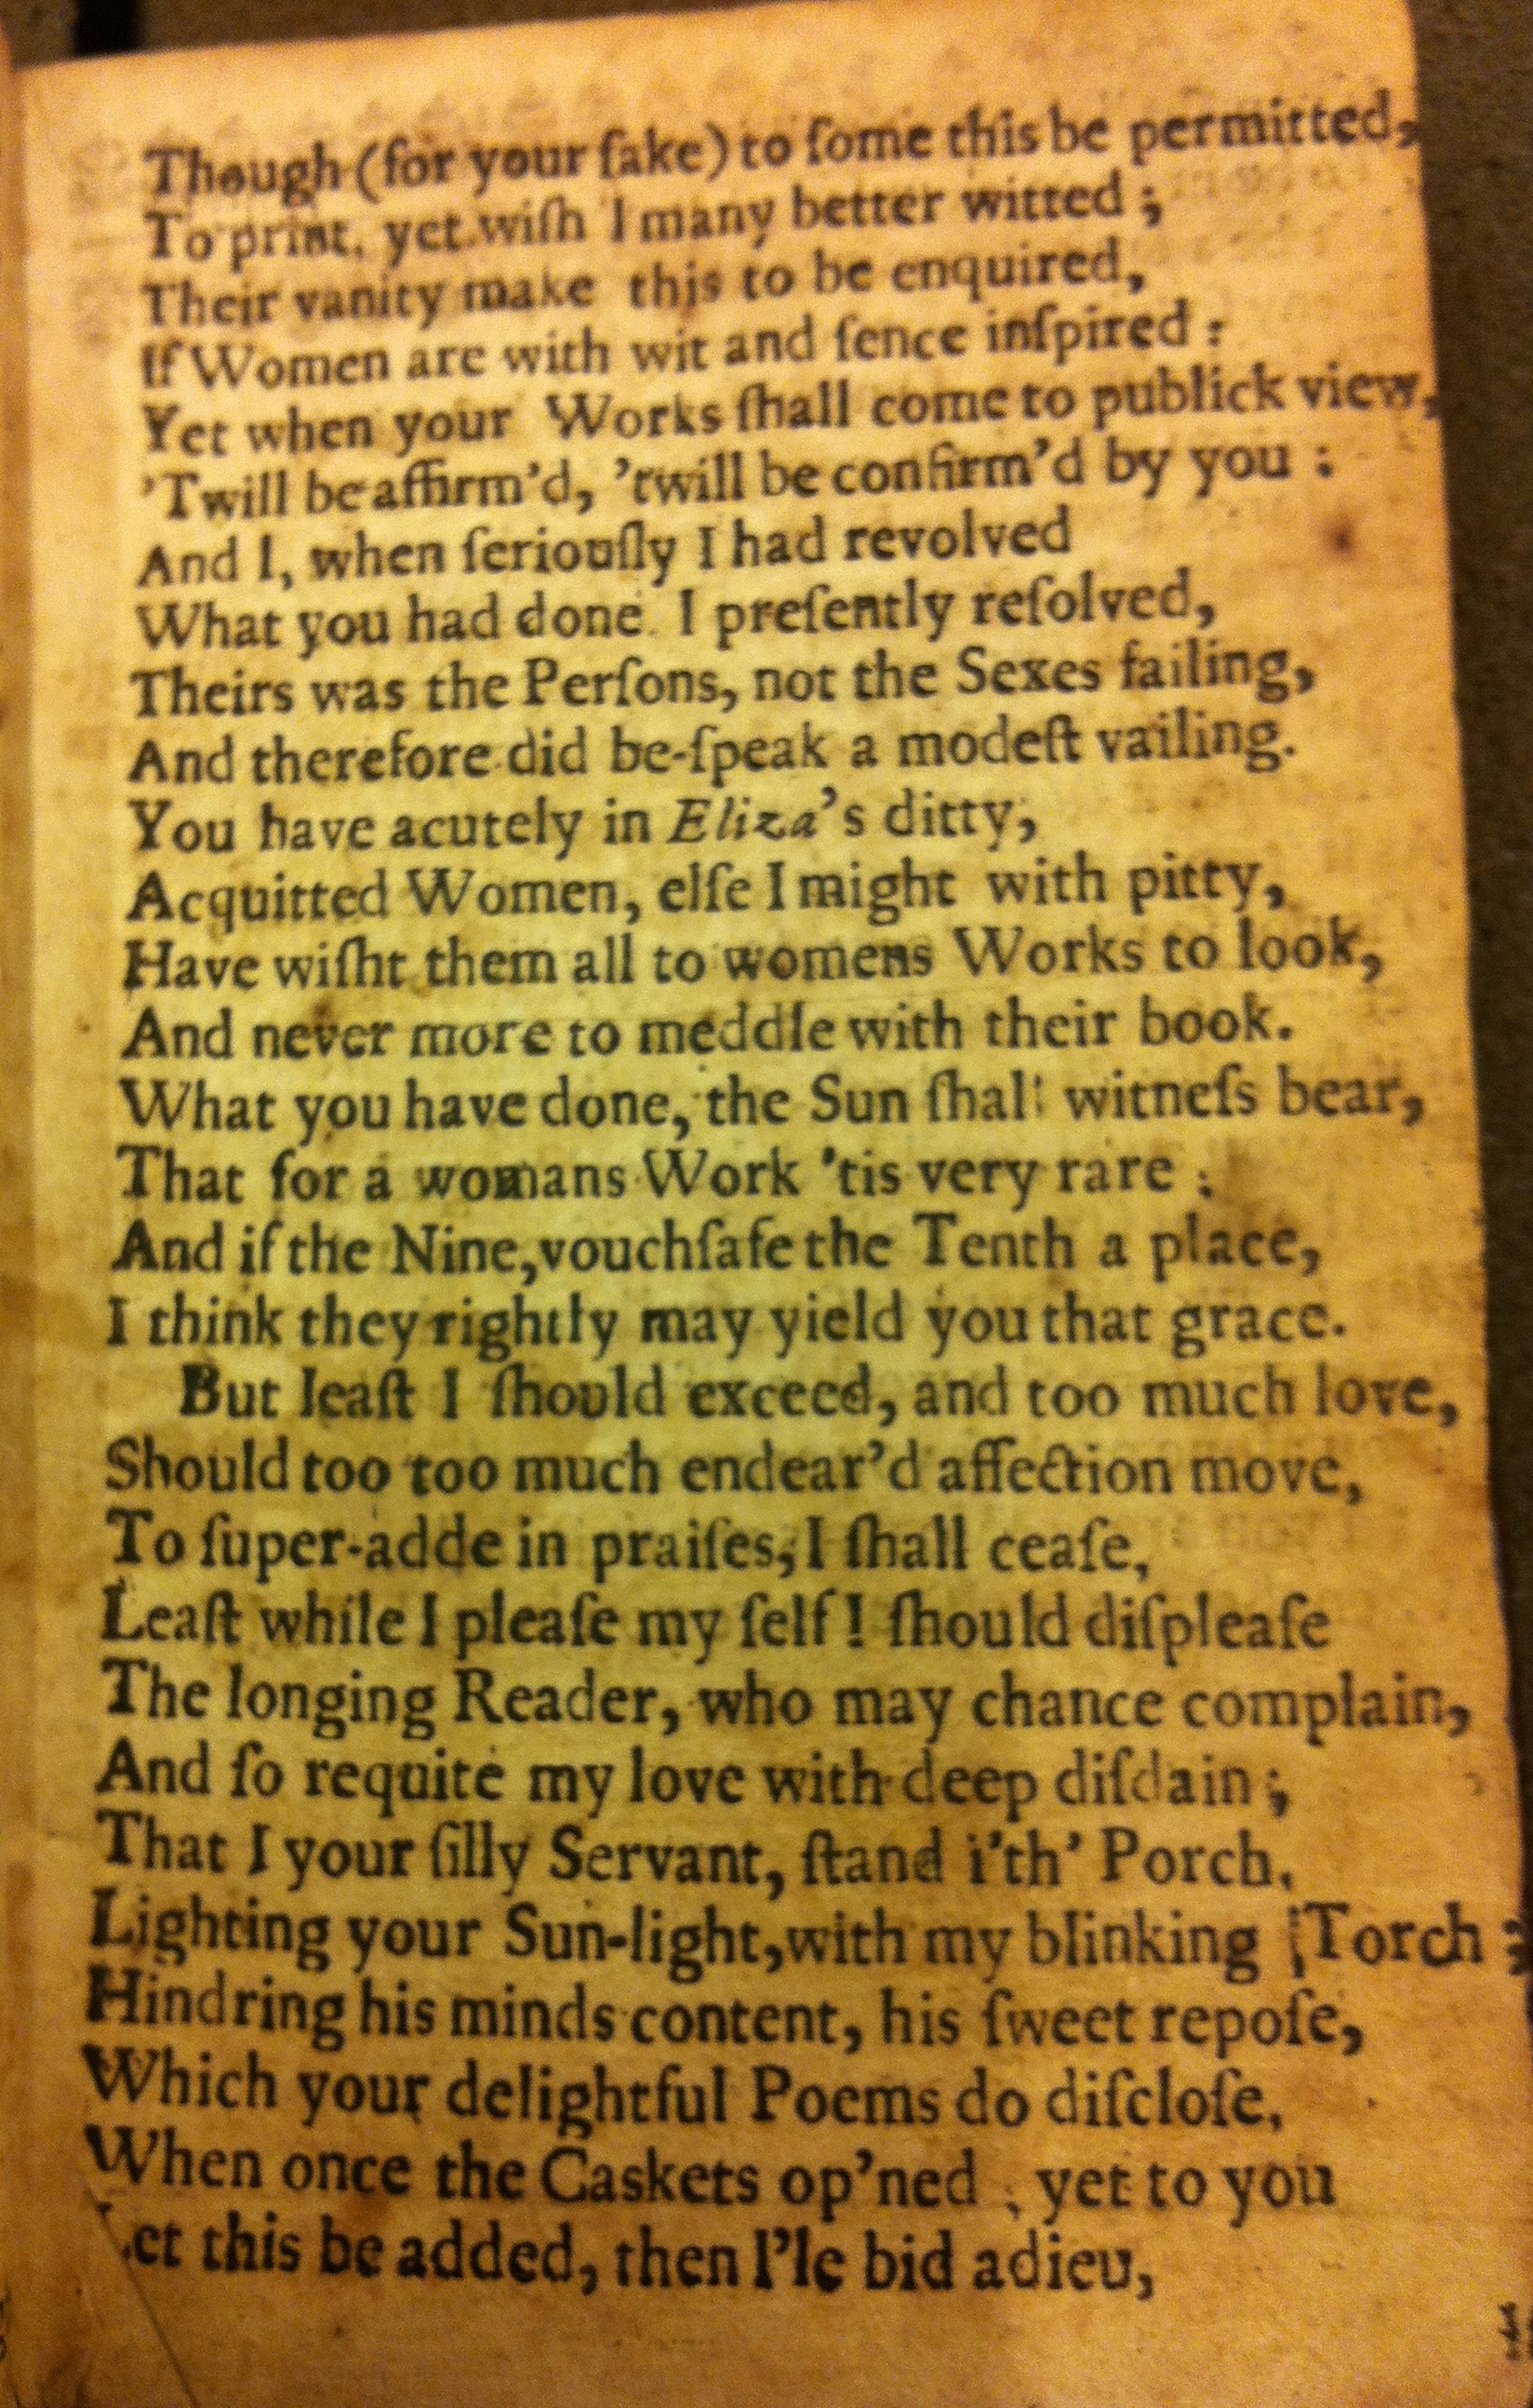 Though (for your ſake) to ſome this be permitted,
To print, yet wiſh I many better witted ;
Their vanity make this to be enquired,
If Women are with wit and ſence inſpired :
Yet when your Works ſhall come to publick view,
'Twill be affirm'd, 'twill be confirm'd by you :
And I, when ſeriouſly I had revolved
What you had done. I preſently reſolved,
Theirs was the Perſons, not the Sexes failing,
And therefore did be-ſpeak a modeſt vailing.
You have acutely in Eliza's ditty,
Acquitted Women, elſe I might with pitty,
Have wiſht them all to womens Works to look,
And never more to meddle with their book.
What you have done, the Sun ſhall witneſs bear,
That for a womans Work 'tis very rare ;
And if the Nine, vouchſafe the Tenth a place,
I think they rightly may yield you that grace.
But leaſt I ſhould exceed, and too much love,
Should too too much endear'd affection move,
To ſuper-adde in praiſes, I ſhall ceaſe,
Leaſt while I pleaſe my ſelf I ſhould diſpleaſe
The longing Reader, who may chance complain,
And ſo requite my love with deep diſdain ;
That I your ſilly Servant, ſtand i'th' Porch,
Lighting your Sun-light, with my blinking Torch ;
Hindring his minds content, his ſweet repoſe,
Which your delightful Poems do diſcloſe,
When once the Caskets op'ned , yet to you
Let this be added, then I'le bid adieu,